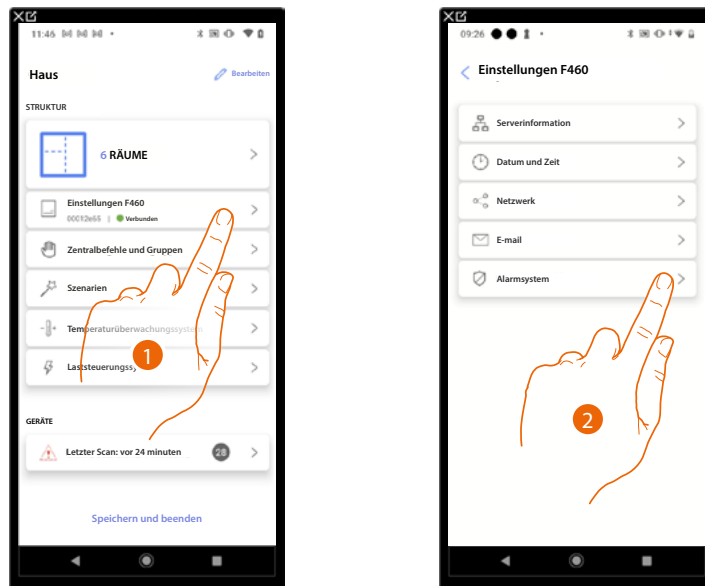 11:46
Haus
Bearbeiten
STRUKTUR
6 RÄUME
Einstellungen F460
00012e65 | Verbunden
Zentralbefehle und Gruppen
Szenarien
Temperaturüberwachungssystem
Laststeuerungss
1
GERÄTE
Letzter Scan: vor 24 minuten 28
Speichern und beenden
09:26
Einstellungen F460
Serverinformation
Datum und Zeit
Netzwerk
E-mail
Alarmsystem
2